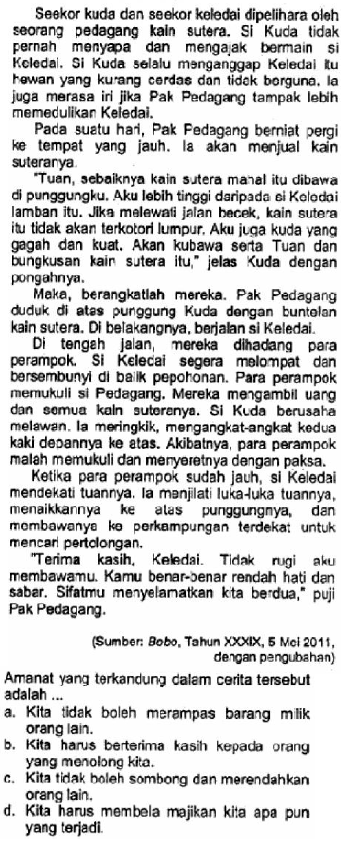 Seekor kuda dan seekor keledai dipelihara oleh
seorang pedagang kain sutera. Si Kuda tidak
pernah menyapa dan mengajak bermain si
Keledai. Si Kuda selalu menganggap Keledai itu
hewan yang kurang cerdas dan tidak berguna. Ia
juga merasa iri jika Pak Pedagang tampak lebih
memedulikan Keledai.
Pada suatu hari, Pak Pedagang berniat pergi
ke tempat yang jauh. Ia akan menjual kain
suteranya.
"Tuan, sebaiknya kain sutera mahal itu dibawa
di punggungku. Aku lebih tinggi daripada si Keledai
lamban itu. Jika melewati jalan becek, kain sutera
itu tidak akan terkotori lumpur. Aku juga kuda yang
gagah dan kuat. Akan kubawa serta Tuan dan
bungkusan kain sutera itu," jelas Kuda dengan
pongahnya.
Maka, berangkatlah mereka. Pak Pedagang
duduk di atas punggung Kuda dengan buntelan
kain sutera. Di belakangnya, berjalan si Keledai.
Di tengah jalan, mereka dihadang para
perampok. Si Keledai segera melompat dan
bersembunyi di balik pepohonan. Para perampok
memukuli si Pedagang. Mereka mengambil uang
dan semua kain suteranya. Si Kuda berusaha
melawan. Ia meringkik, mengangkat-angkat kedua
kaki depannya ke atas. Akibatnya, para perampok
malah memukuli dan menyeretnya dengan paksa.
Ketika para perampok sudah jauh, si Keledai
mendekati tuannya. Ia menjilati luka-luka tuannya,
menaikkannya ke atas punggungnya, dan
membawanya ke perkampungan terdekat untuk
mencari pertolongan.
"Terima kasih, Keledai. Tidak rugi aku
membawamu. Kamu benar-benar rendah hati dan
sabar. Sifatmu menyelamatkan kita berdua," puji
Pak Pedagang.
(Sumber: Bobo, Tahun XXXIX, 5 Mei 2011,
dengan pengubahan)
Amanat yang terkandung dalam cerita tersebut
adalah ...
a. Kita tidak boleh merampas barang milik
orang lain.
b. Kita harus berterima kasih kepada orang
yang menolong kita.
c. Kita tidak boleh sombong dan merendahkan
orang lain.
d. Kita harus membela majikan kita apa pun
yang terjadi.